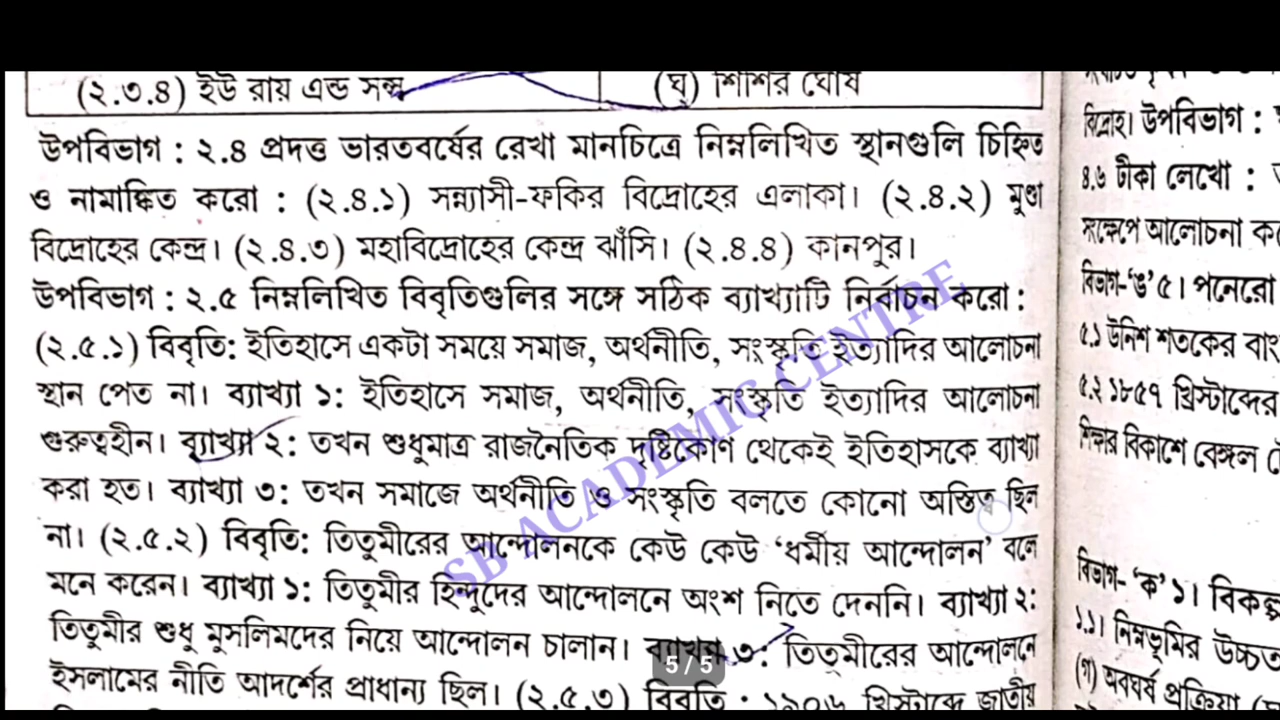 (২.৩.৪) ইউ রায় এন্ড সন্স
(ঘ) শিশির ঘোষ
উপবিভাগ : ২.৪ প্রদত্ত ভারতবর্ষের রেখা মানচিত্রে নিম্নলিখিত স্থানগুলি চিহ্নিত
ও নামাঙ্কিত করো : (২.৪.১) সন্ন্যাসী-ফকির বিদ্রোহের এলাকা। (২.৪.২) মুণ্ডা
বিদ্রোহের কেন্দ্র। (২.৪.৩) মহাবিদ্রোহের কেন্দ্র ঝাঁসি। (২.৪.৪) কানপুর।
উপবিভাগ : ২.৫ নিম্নলিখিত বিবৃতিগুলির সঙ্গে সঠিক ব্যাখ্যাটি নির্বাচন করো :
(২.৫.১) বিবৃতি: ইতিহাসে একটা সময়ে সমাজ, অর্থনীতি, সংস্কৃতি ইত্যাদির আলোচনা
স্থান পেত না। ব্যাখ্যা ১: ইতিহাসে সমাজ, অর্থনীতি, সংস্কৃতি ইত্যাদির আলোচনা
গুরুত্বহীন। ব্যাখ্যা ২: তখন শুধুমাত্র রাজনৈতিক দৃষ্টিকোণ থেকেই ইতিহাসকে ব্যাখ্যা
করা হত। ব্যাখ্যা ৩: তখন সমাজে অর্থনীতি ও সংস্কৃতি বলতে কোনো অস্তিত্ব ছিল
না। (২.৫.২) বিবৃতি: তিতুমীরের আন্দোলনকে কেউ কেউ ‘ধর্মীয় আন্দোলন’ বলে
মনে করেন। ব্যাখ্যা ১: তিতুমীর হিন্দুদের আন্দোলনে অংশ নিতে দেননি। ব্যাখ্যা ২:
তিতুমীর শুধু মুসলিমদের নিয়ে আন্দোলন চালান। ব্যাখ্যা ৩: তিতুমীরের আন্দোলনে
ইসলামের নীতি আদর্শের প্রাধান্য ছিল। (২.৫.৩) বিবৃতি : ১৯০৬ খ্রিস্টাব্দে জাতীয়
SB ACADEMIC CENTRE
5 / 5
বিদ্রোহ। উপবিভাগ :
৪.৬ টীকা লেখো :
সংক্ষেপে আলোচনা
বিভাগ-‘ঙ’ ৫। পনেরো
৫.১ উনিশ শতকের
৫.২ ১৮৫৭ খ্রিস্টাব্দের
শিক্ষার বিকাশে বেঙ্গল
বিভাগ- ‘ক’ ১। বিকল্প
১.১। নিম্নভূমির উচ্চতা
(গ) অবঘর্ষ প্রক্রিয়া